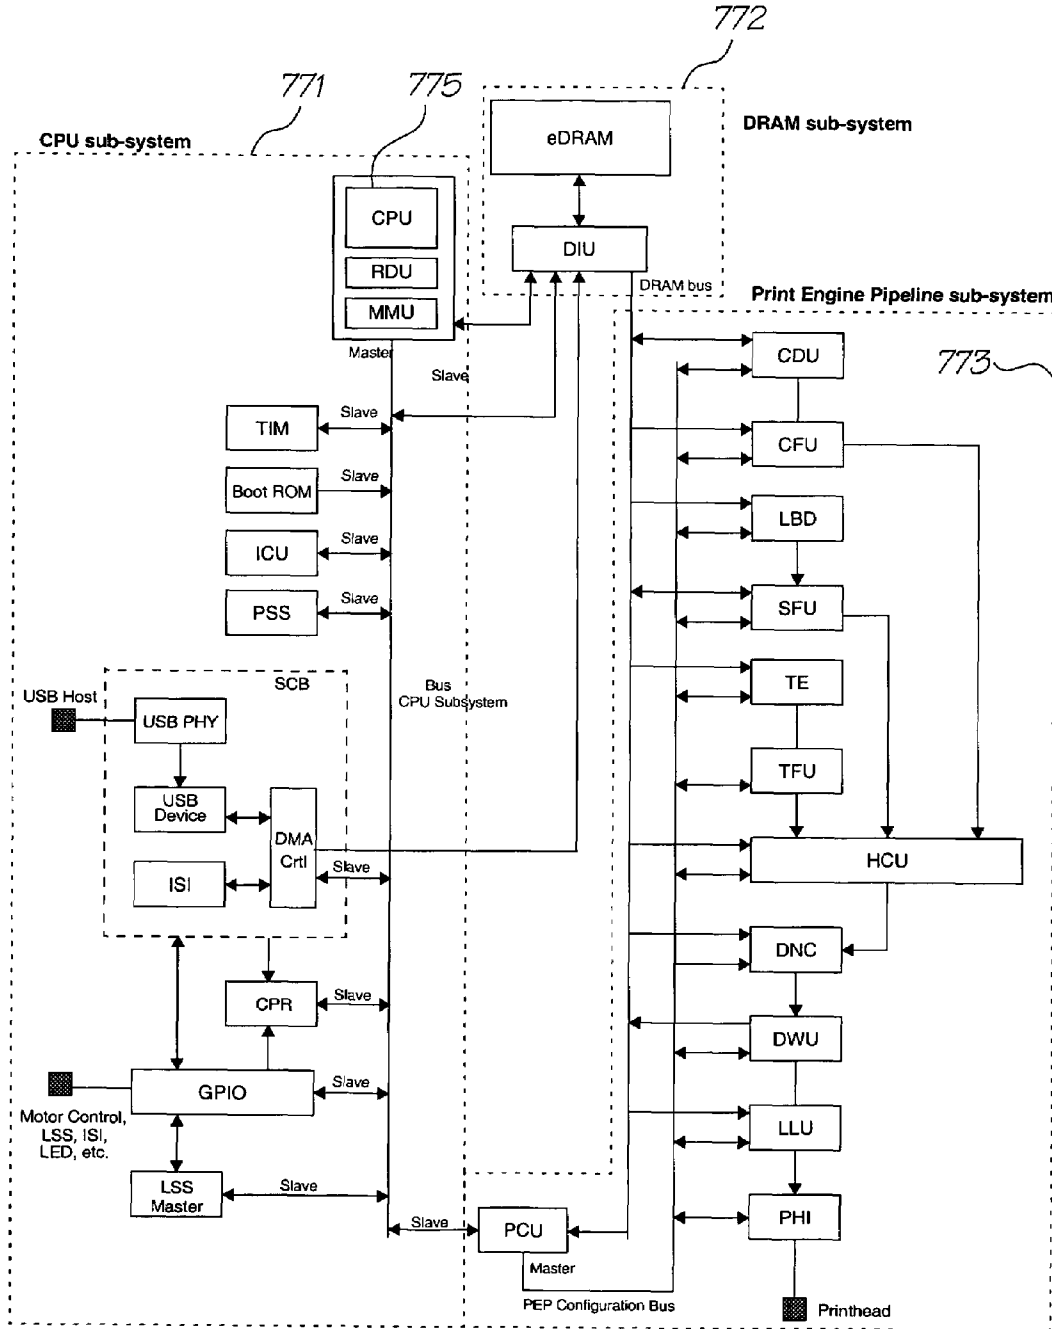 772
771
775
CPU sub-system
DRAM sub-system
eDRAM
CPU
DIU
RDU
DRAM bus
MMU
Print Engine Pipeline sub-system
Master
Slave
773
CDU
TIM
Slave
CFU
Boot ROM
Slave
LBD
ICU
Slave
PSS
Slave
SFU
SCB
USB Host
USB PHY
Bus
CPU Subsystem
TE
TFU
USB
Device
DMA
Crtl
ISI
Slave
HCU
DNC
CPR
Slave
DWU
GPIO
Slave
Motor Control,
LSS, ISI,
LED, etc.
LLU
LSS
Master
Slave
Slave
PCU
PHI
Master
PEP Configuration Bus
Printhead